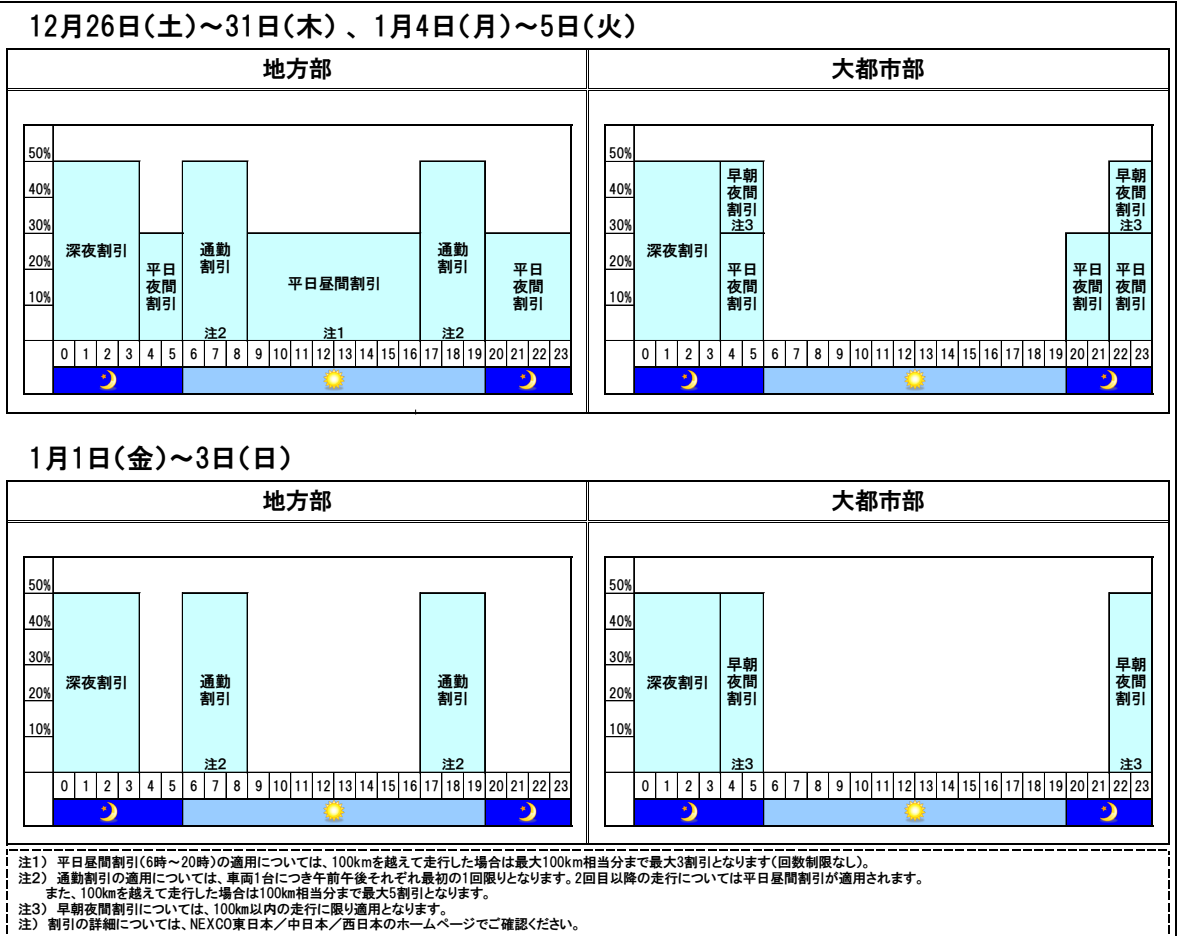 12月26日(土)～31日(木)、1月4日(月)～5日(火)
地方部
大都市部
50%
40%
30%
20%
10%
深夜割引
平日
夜間
割引
通勤
割引
注2
平日昼間割引
注1
通勤
割引
注2
平日
夜間
割引
0 1 2 3 4 5 6 7 8 9 10 11 12 13 14 15 16 17 18 19 20 21 22 23
50%
40%
30%
20%
10%
深夜割引
早朝
夜間
割引
注3
平日
夜間
割引
平日
夜間
割引
早朝
夜間
割引
注3
平日
夜間
割引
0 1 2 3 4 5 6 7 8 9 10 11 12 13 14 15 16 17 18 19 20 21 22 23
1月1日(金)～3日(日)
地方部
大都市部
50%
40%
30%
20%
10%
深夜割引
通勤
割引
注2
通勤
割引
注2
0 1 2 3 4 5 6 7 8 9 10 11 12 13 14 15 16 17 18 19 20 21 22 23
50%
40%
30%
20%
10%
深夜割引
早朝
夜間
割引
注3
早朝
夜間
割引
注3
0 1 2 3 4 5 6 7 8 9 10 11 12 13 14 15 16 17 18 19 20 21 22 23
注1) 平日昼間割引(6時～20時)の適用については、100kmを越えて走行した場合は最大100km相当分まで最大3割引となります(回数制限なし)。
注2) 通勤割引の適用については、車両1台につき午前午後それぞれ最初の1回限りとなります。2回目以降の走行については平日昼間割引が適用されます。
また、100kmを越えて走行した場合は100km相当分まで最大5割引となります。
注3) 早朝夜間割引については、100km以内の走行に限り適用となります。
注) 割引の詳細については、NEXCO東日本／中日本／西日本のホームページでご確認ください。